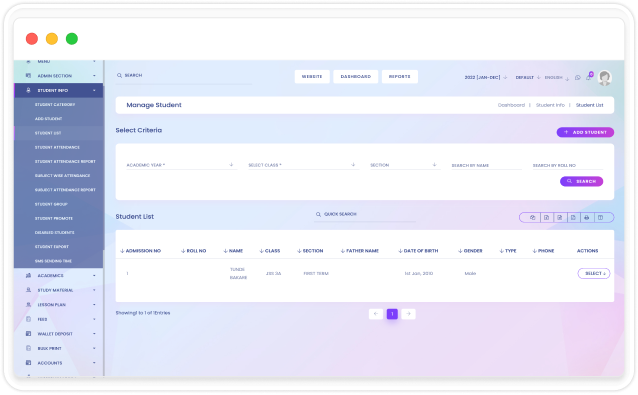 MENU
ADMIN SECTION
STUDENT INFO
STUDENT CATEGORY
ADD STUDENT
STUDENT LIST
STUDENT ATTENDANCE
STUDENT ATTENDANCE REPORT
SUBJECT WISE ATTENDANCE
SUBJECT ATTENDANCE REPORT
STUDENT GROUP
STUDENT PROMOTE
DISABLED STUDENTS
STUDENT EXPORT
SMS SENDING TIME
ACADEMICS
STUDY MATERIAL
LESSON PLAN
FEES
WALLET DEPOSIT
BULK PRINT
ACCOUNTS
SEARCH WEBSITE DASHBOARD REPORTS 2022 [JAN-DEC] DEFAULT ENGLISH
Manage Student Dashboard | Student Info | Student List
Select Criteria + ADD STUDENT
ACADEMIC YEAR * SELECT CLASS * SECTION SEARCH BY NAME SEARCH BY ROLL NO
SEARCH
Student List QUICK SEARCH
ADMISSION NO ROLL NO NAME CLASS SECTION FATHER NAME DATE OF BIRTH GENDER TYPE PHONE ACTIONS
1 TUNDE BAKARE JSS 3A FIRST TERM 1st Jan, 2010 Male SELECT
Showing1 to 1 of 1Entries 1